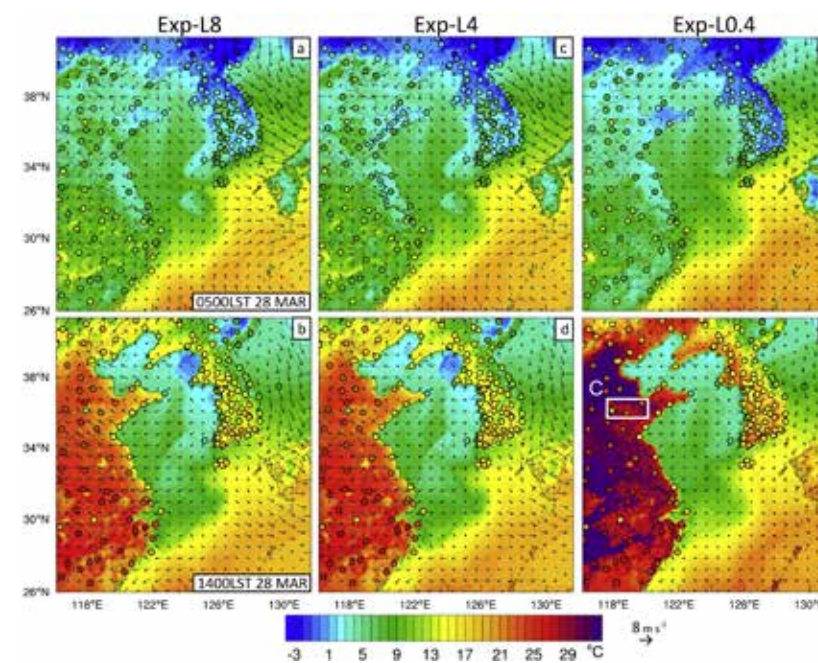 Exp-L8 Exp-L4 Exp-L0.4
a c
38°N
34°N
30°N
26°N
0500LST 28 MAR
b d
38°N
C
34°N
30°N
26°N
1400LST 28 MAR
118°E 122°E 126°E 130°E 118°E 122°E 126°E 130°E 118°E 122°E 126°E 130°
-3 1 5 9 13 17 21 25 29 °C
8 m s⁻¹